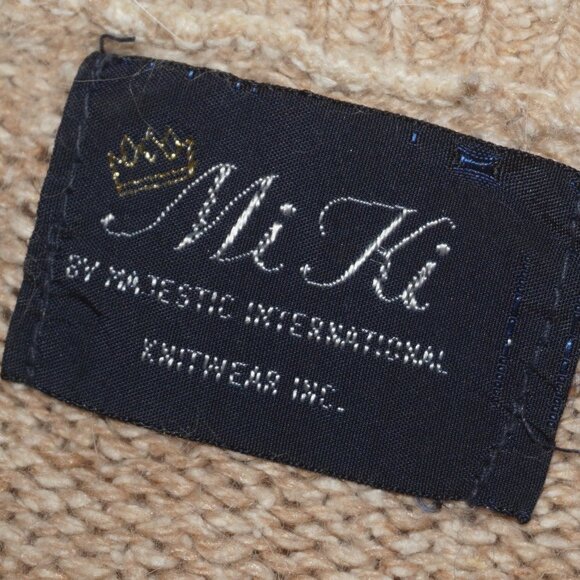 Mi Ki
BY MAJESTIC INTERNATIONAL
KNITWEAR INC.